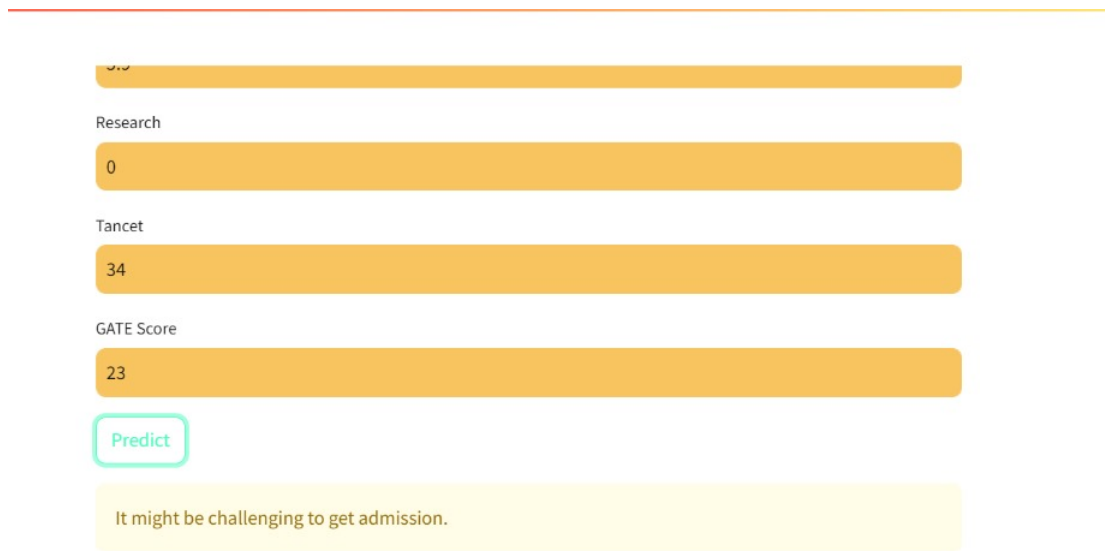 Research
0
Tancet
34
GATE Score
23
Predict
It might be challenging to get admission.